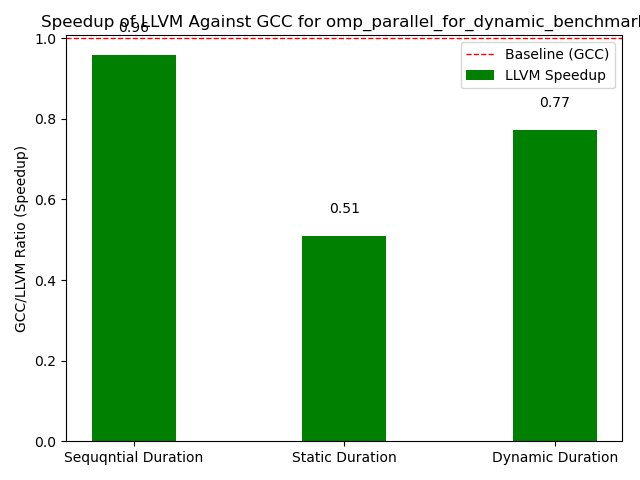 Speedup of LLVM Against GCC for omp_parallel_for_dynamic_benchmark
0.96
Baseline (GCC)
LLVM Speedup
0.77
0.51
GCC/LLVM Ratio (Speedup)
1.0
0.8
0.6
0.4
0.2
0.0
Sequqntial Duration
Static Duration
Dynamic Duration